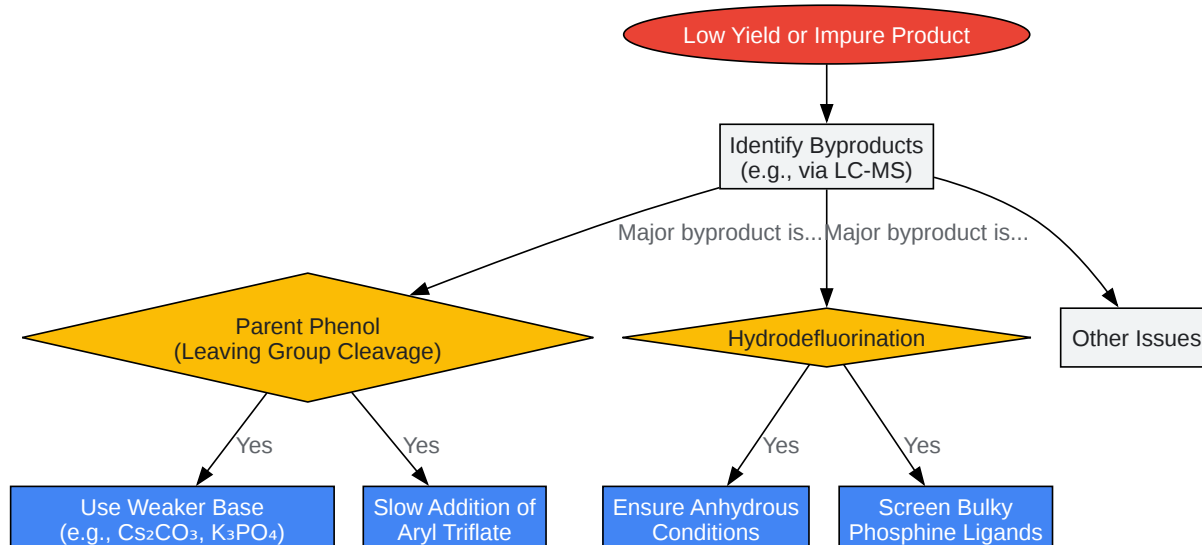 Low Yield or Impure Product
Identify Byproducts
(e.g., via LC-MS)
Major byproduct is...
Major byproduct is...
Parent Phenol
(Leaving Group Cleavage)
Hydrodefluorination
Other Issues
Yes
Yes
Yes
Yes
Use Weaker Base
(e.g., Cs₂CO₃, K₃PO₄)
Slow Addition of
Aryl Triflate
Ensure Anhydrous
Conditions
Screen Bulky
Phosphine Ligands